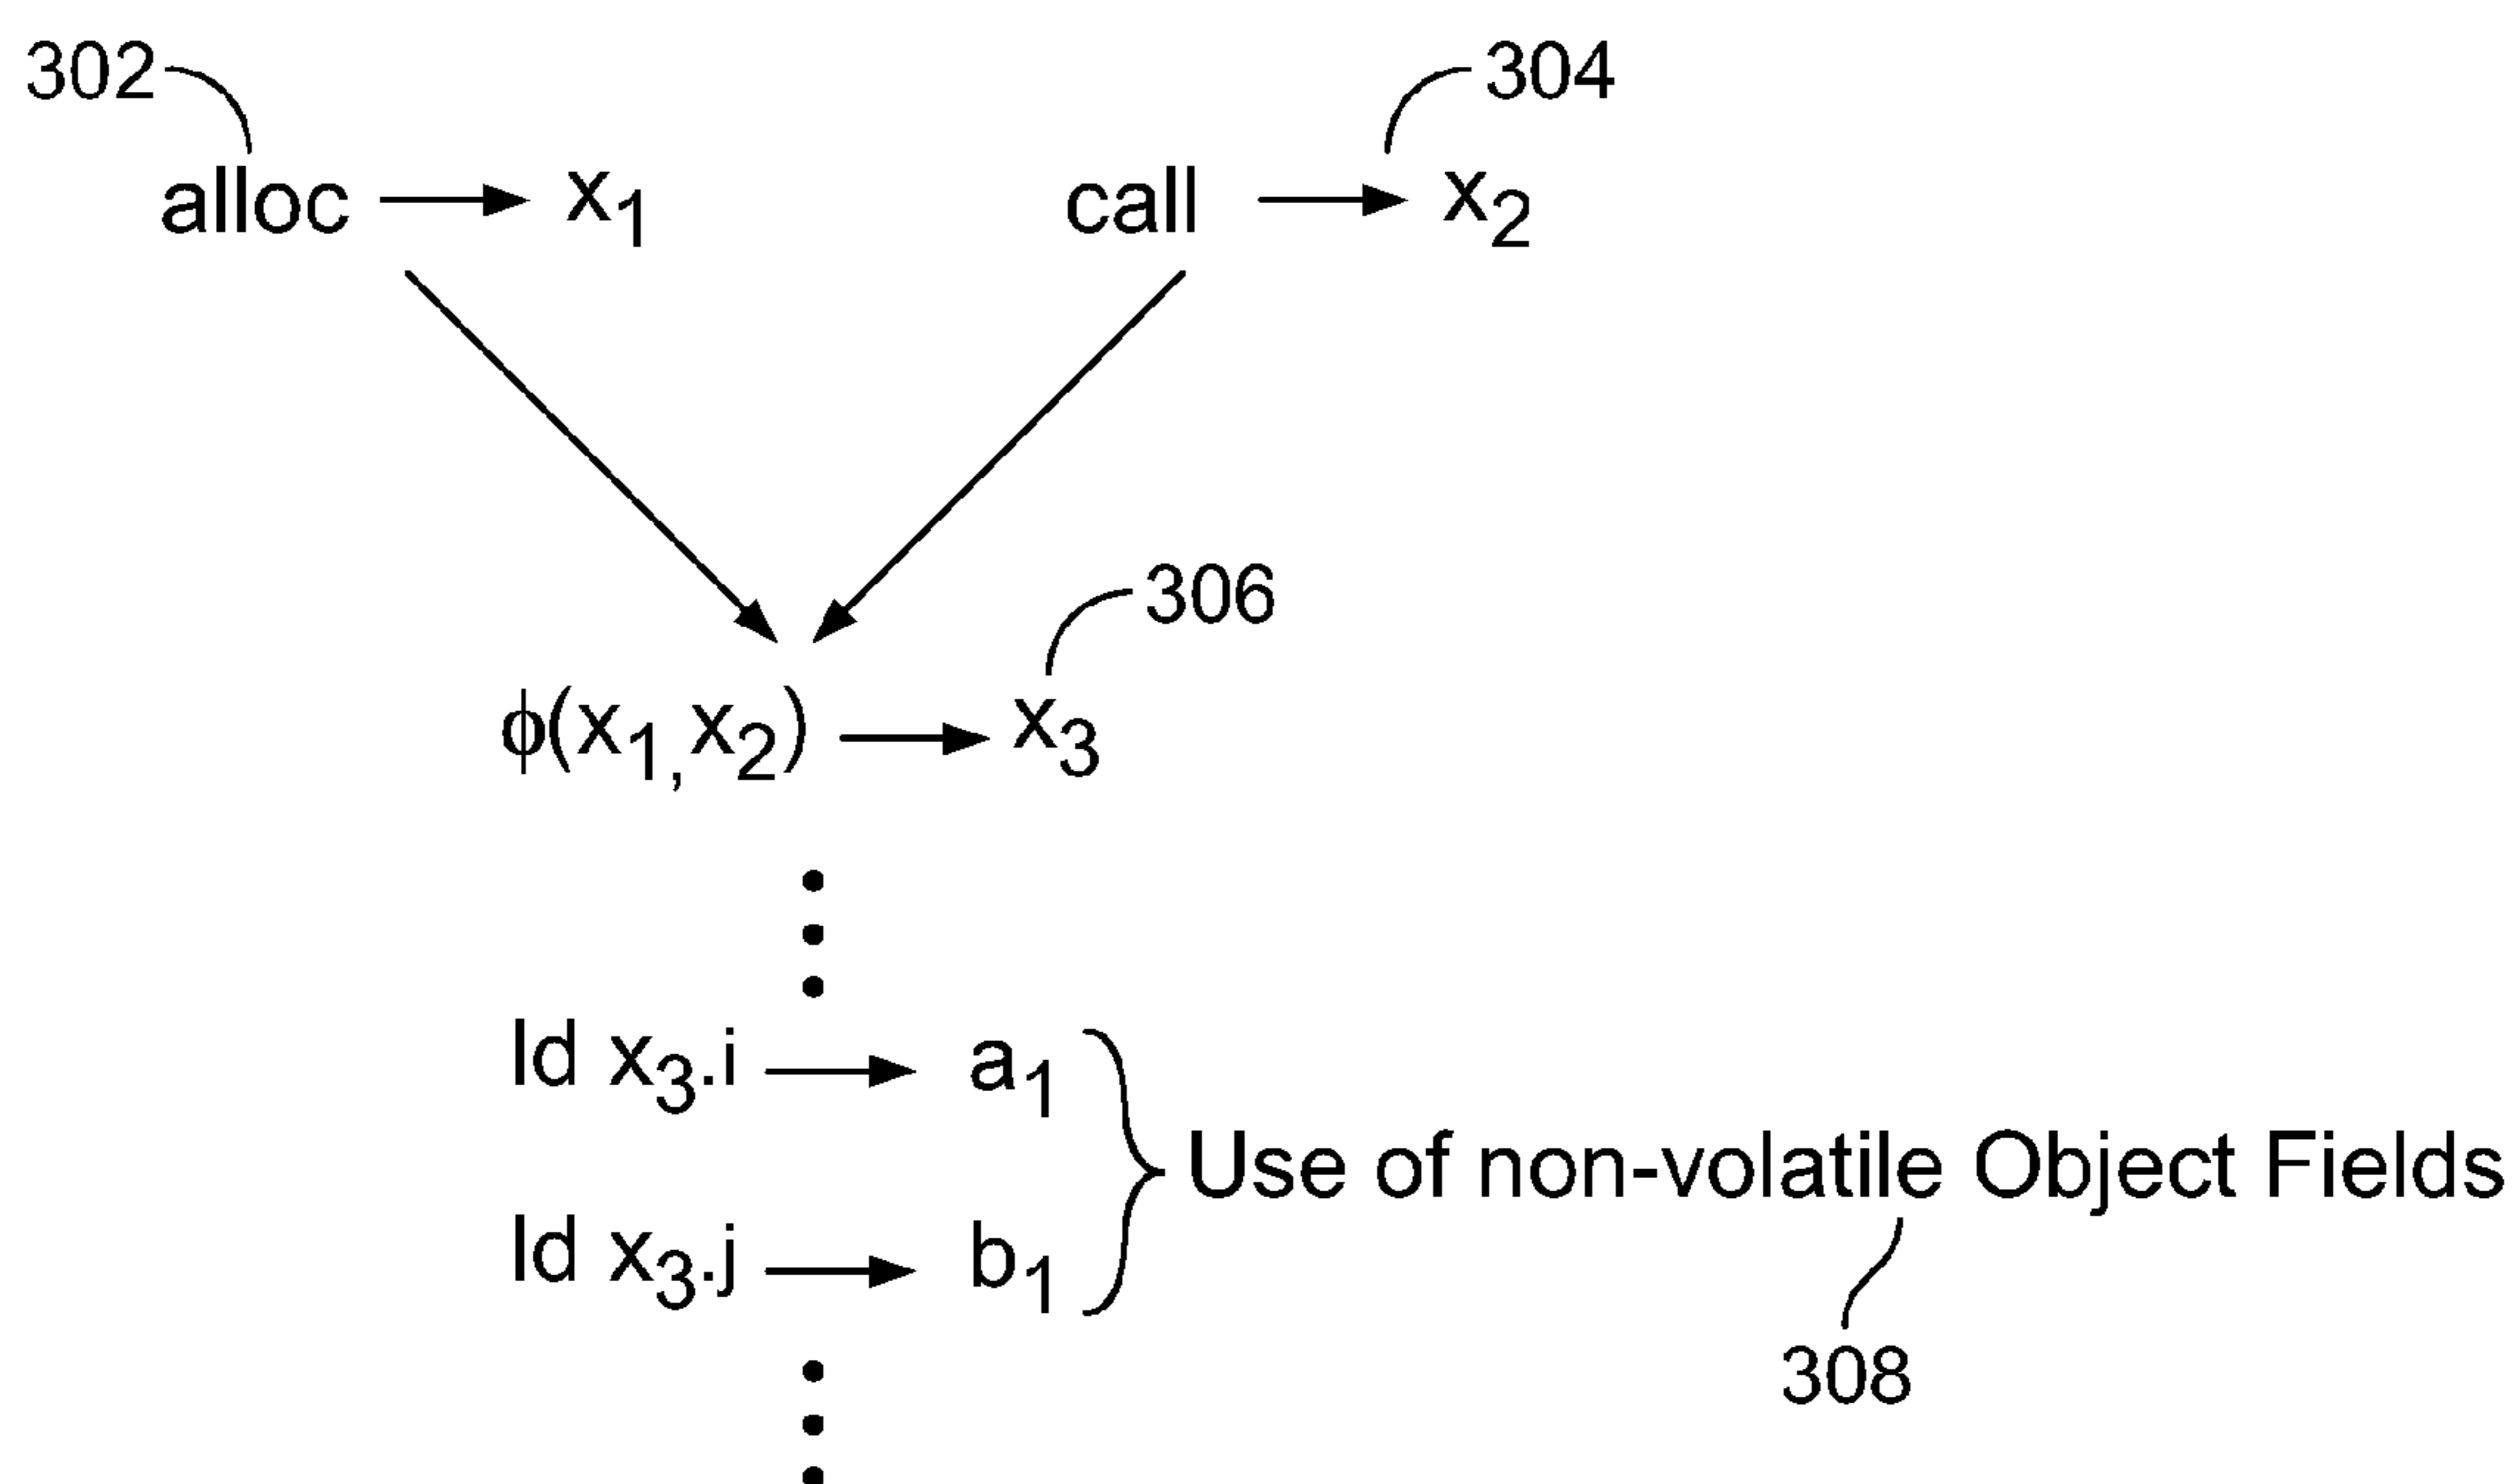 302 304
alloc → x₁ call → x₂
306
ϕ(x₁,x₂) → x₃
ld x₃.i → a₁
Use of non-volatile Object Fields
ld x₃.j → b₁
308